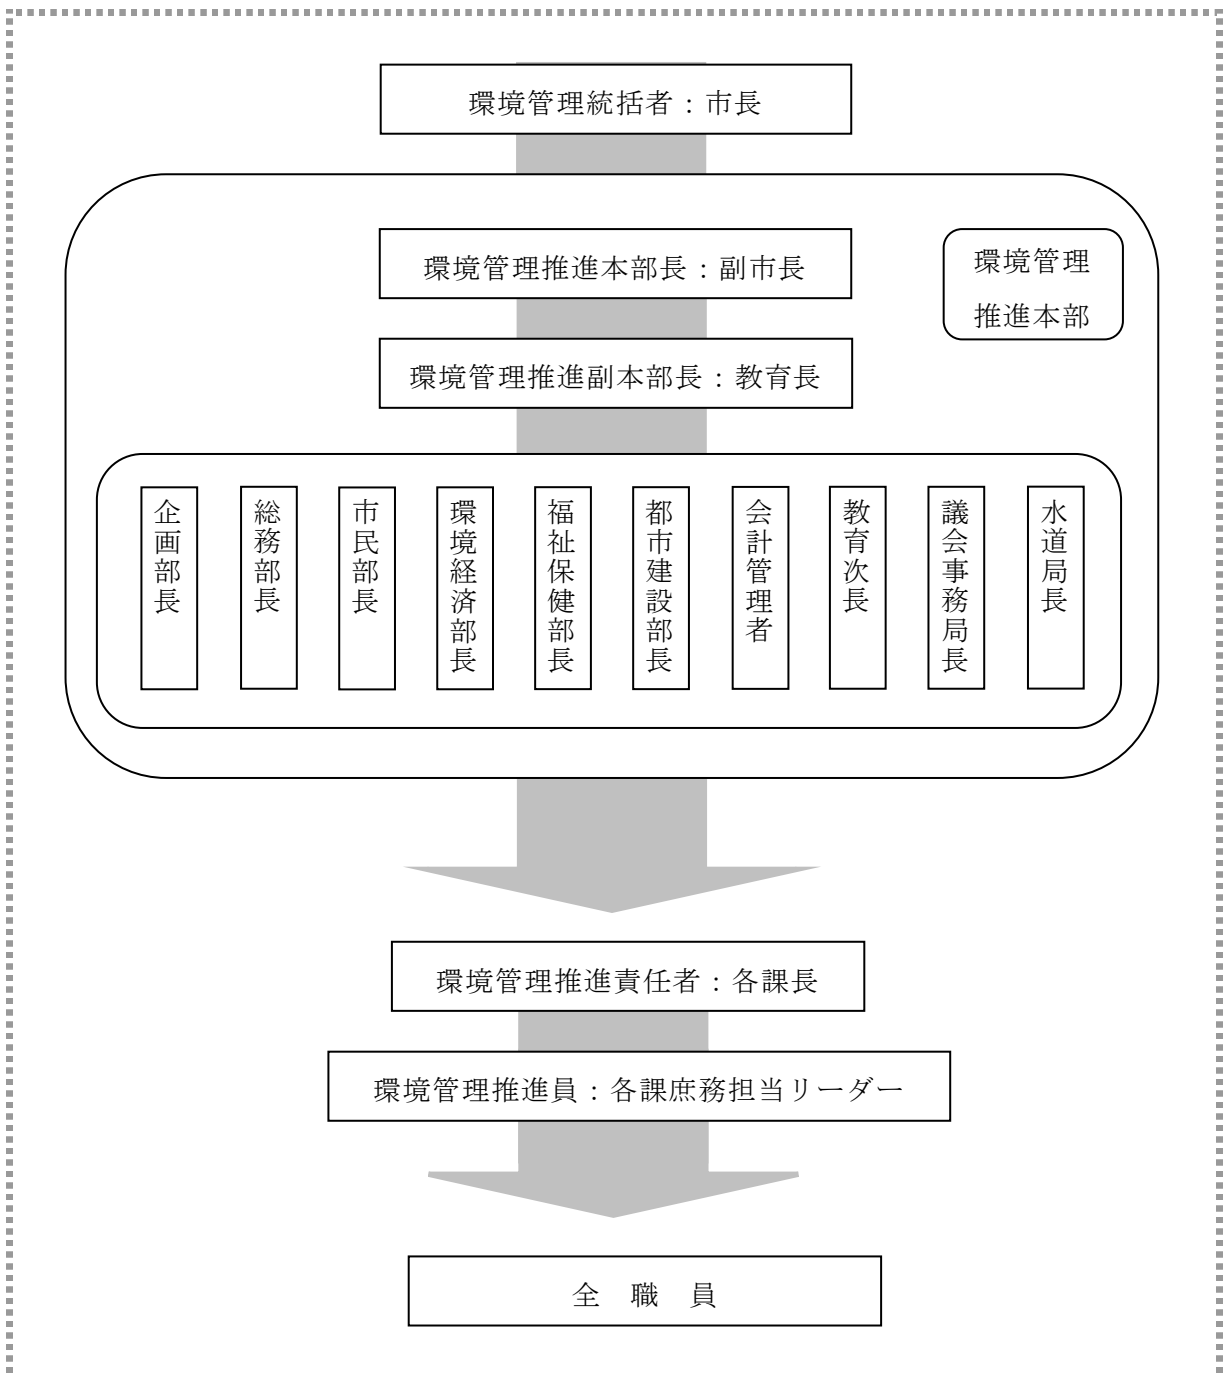 環境管理統括者：市長
環境管理推進本部長：副市長
環境管理
推進本部
環境管理推進副本部長：教育長
企画部長
総務部長
市民部長
環境経済部長
福祉保健部長
都市建設部長
会計管理者
教育次長
議会事務局長
水道局長
環境管理推進責任者：各課長
環境管理推進員：各課庶務担当リーダー
全　職　員